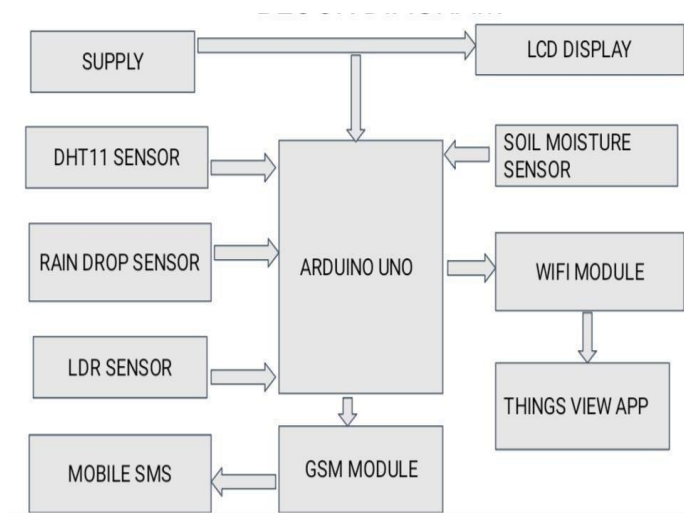 SUPPLY
LCD DISPLAY
DHT11 SENSOR
SOIL MOISTURE
SENSOR
RAIN DROP SENSOR
ARDUINO UNO
WIFI MODULE
LDR SENSOR
THINGS VIEW APP
MOBILE SMS
GSM MODULE